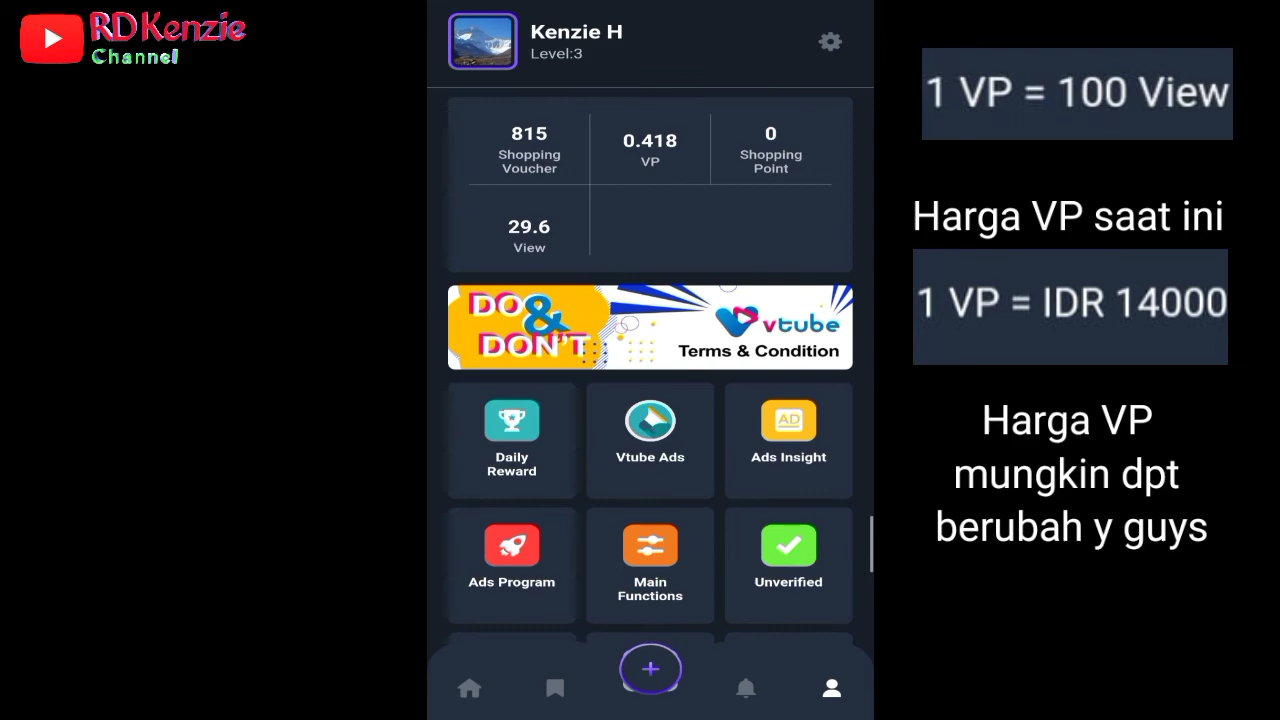 RDKenzie
Channel
Kenzie H
Level:3
815
Shopping
Voucher
0.418
VP
0
Shopping
Point
29.6
View
DO
&
DON'T
vtube
Terms & Condition
Daily
Reward
Vtube Ads
AD
Ads Insight
Ads Program
Main
Functions
Unverified
1 VP = 100 View
Harga VP saat ini
1 VP = IDR 14000
Harga VP
mungkin dpt
berubah y guys